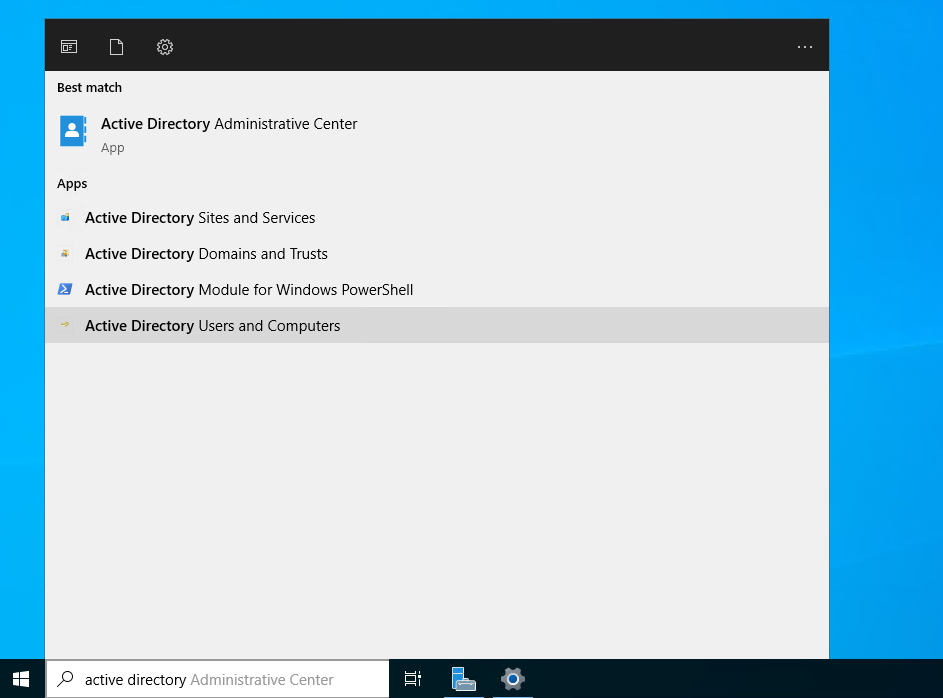 ...
Best match
Active Directory Administrative Center
App
Apps
Active Directory Sites and Services
Active Directory Domains and Trusts
Active Directory Module for Windows PowerShell
Active Directory Users and Computers
active directory Administrative Center